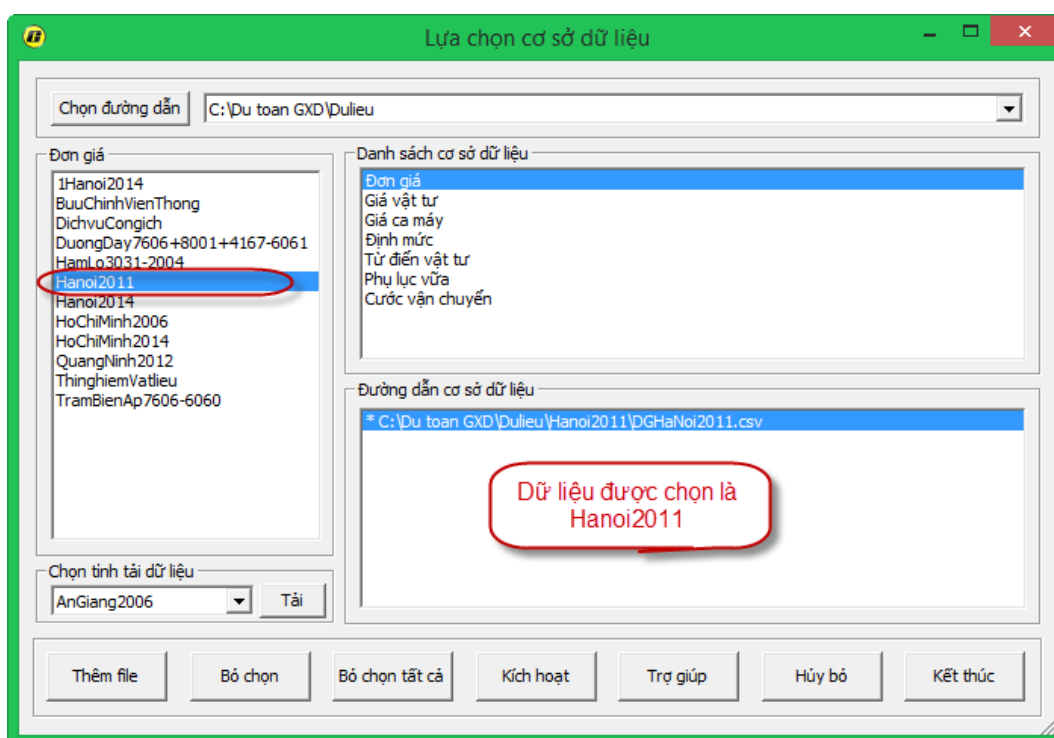 Lựa chọn cơ sở dữ liệu
Chọn đường dẫn
C:\Du toan GXD\Dulieu
Đơn giá
1Hanoi2014
BuuChinhVienThong
DichvuCongich
DuongDay7606+8001+4167-6061
HamLo3031-2004
Hanoi2011
Hanoi2014
HoChiMinh2006
HoChiMinh2014
QuangNinh2012
ThinghiemVatlieu
TramBienAp7606-6060
Chọn tỉnh tải dữ liệu
AnGiang2006
Tải
Danh sách cơ sở dữ liệu
Đơn giá
Giá vật tư
Giá ca máy
Định mức
Từ điển vật tư
Phụ lục vữa
Cước vận chuyển
Đường dẫn cơ sở dữ liệu
* C:\Du toan GXD\Dulieu\Hanoi2011\DGHaNoi2011.csv
Dữ liệu được chọn là
Hanoi2011
Thêm file
Bỏ chọn
Bỏ chọn tất cả
Kích hoạt
Trợ giúp
Hủy bỏ
Kết thúc